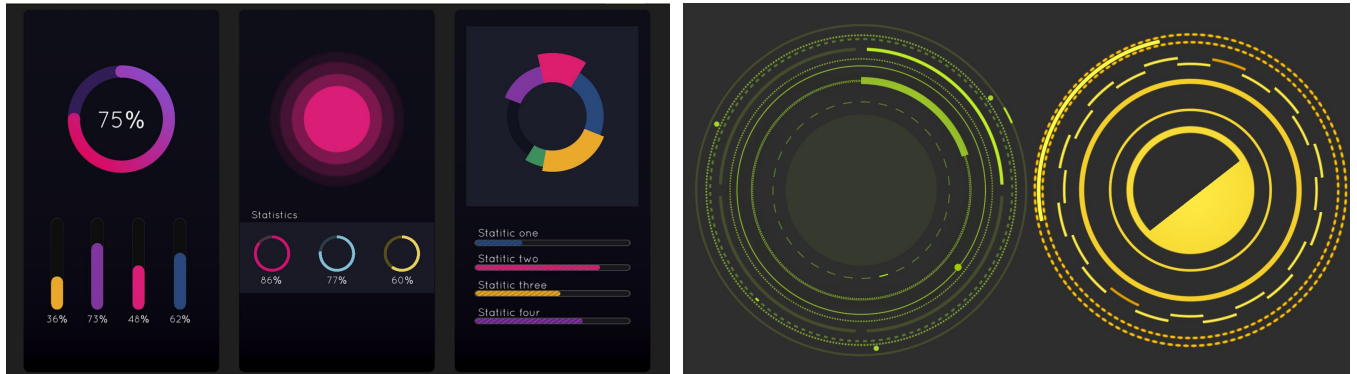 75%
36% 73% 48% 62%
Statistics
86% 77% 60%
Statitic one
Statitic two
Statitic three
Statitic four